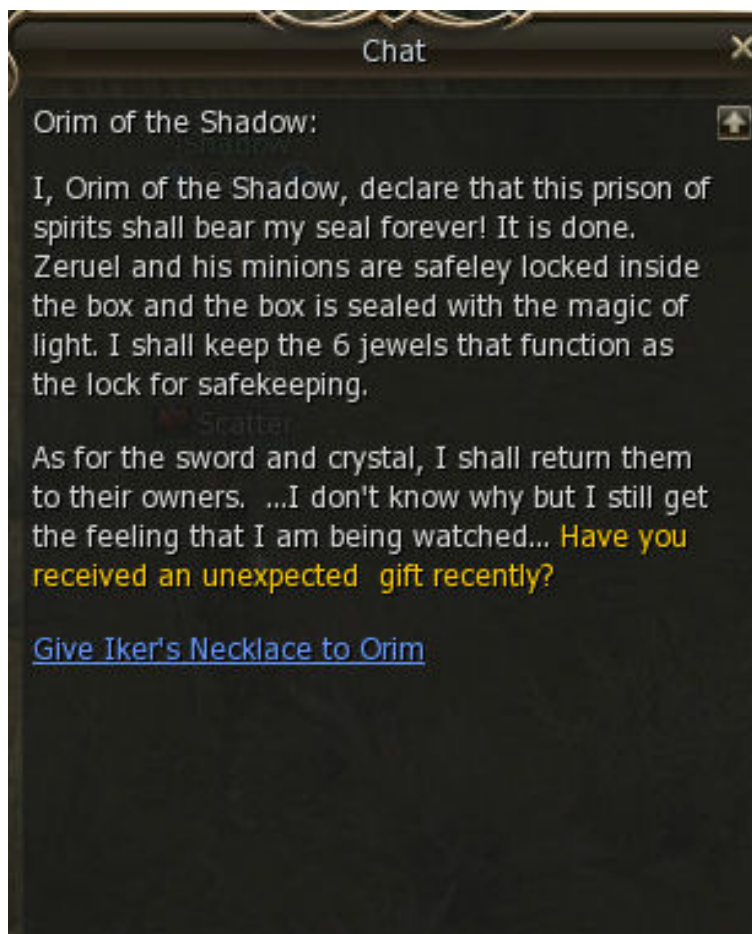 Chat
Orim of the Shadow:
I, Orim of the Shadow, declare that this prison of
spirits shall bear my seal forever! It is done.
Zeruel and his minions are safeley locked inside
the box and the box is sealed with the magic of
light. I shall keep the 6 jewels that function as
the lock for safekeeping.
Scatter
As for the sword and crystal, I shall return them
to their owners.  ...I don't know why but I still get
the feeling that I am being watched... Have you
received an unexpected  gift recently?
Give Iker's Necklace to Orim